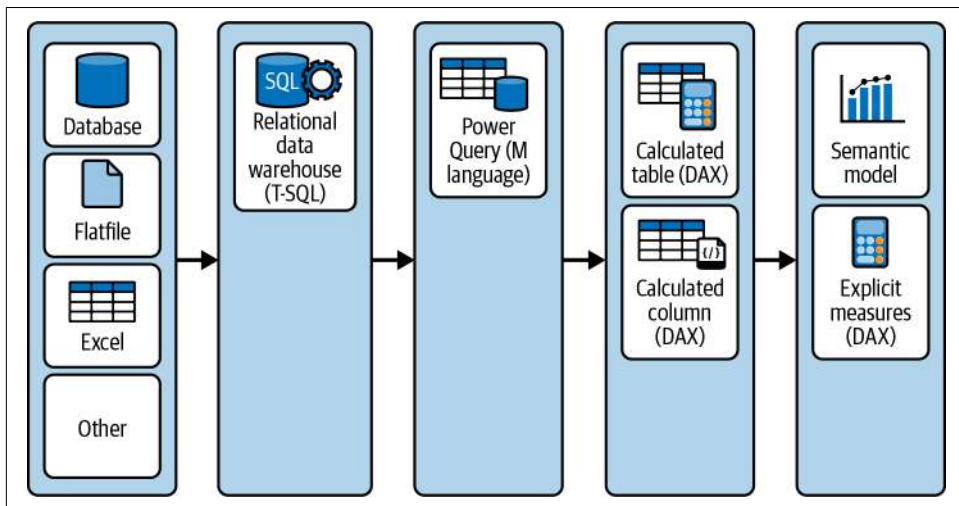 Database
Flatfile
Excel
Other
SQL
Relational
data
warehouse
(T-SQL)
Power
Query (M
language)
Calculated
table (DAX)
{/}
Calculated
column
(DAX)
Semantic
model
Explicit
measures
(DAX)